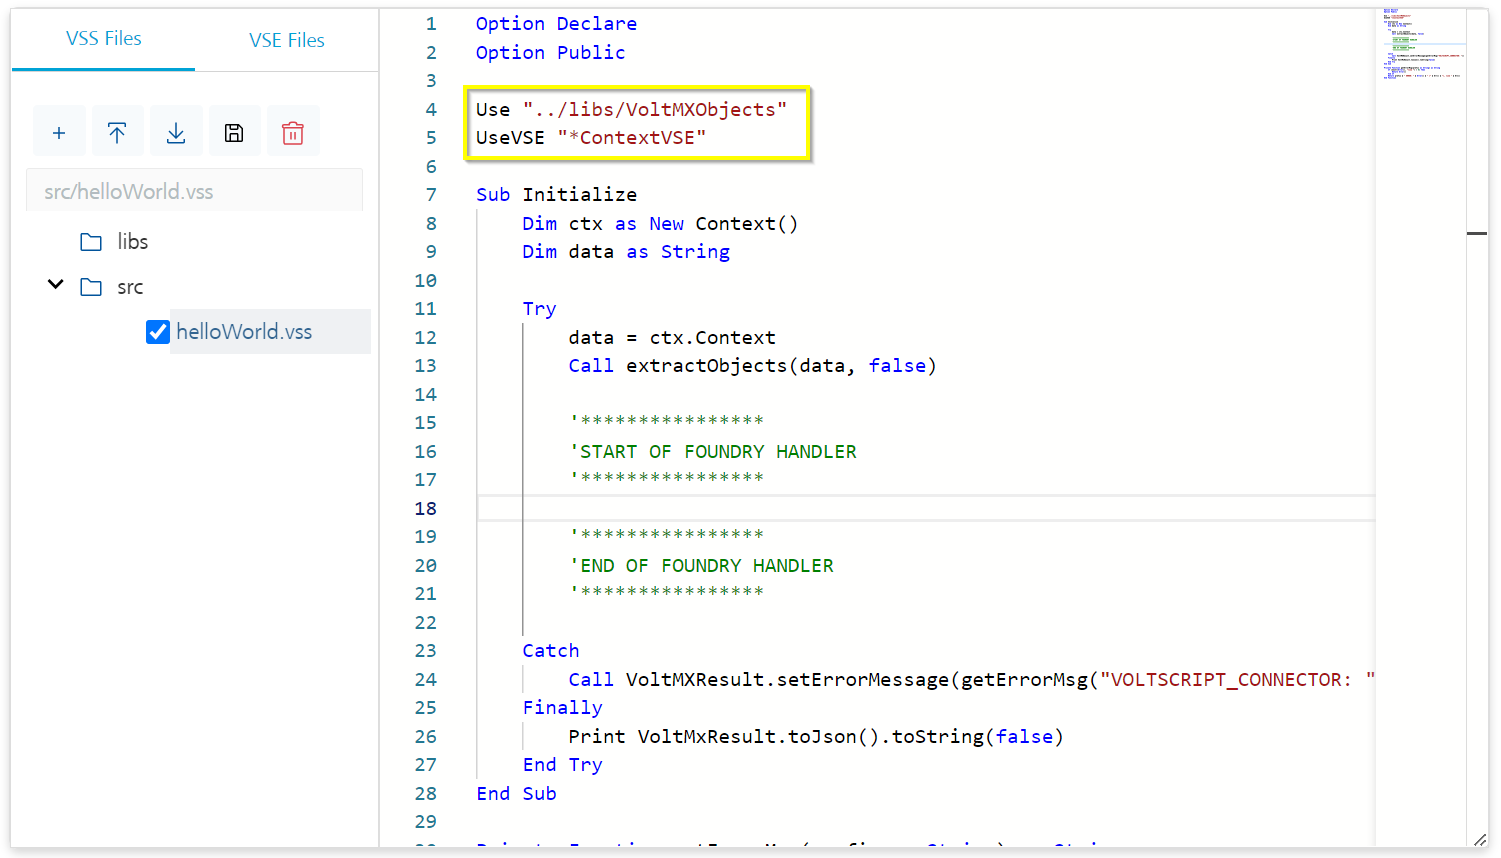 VSS Files
VSE Files
src/helloWorld.vss
libs
src
helloWorld.vss
1 Option Declare
2 Option Public
3
4 Use "../libs/VoltMXObjects"
5 UseVSE "*ContextVSE"
6
7 Sub Initialize
8 Dim ctx as New Context()
9 Dim data as String
10
11 Try
12 data = ctx.Context
13 Call extractObjects(data, false)
14
15 '****************
16 'START OF FOUNDRY HANDLER
17 '****************
18
19 '****************
20 'END OF FOUNDRY HANDLER
21 '****************
22
23 Catch
24 Call VoltMXResult.setErrorMessage(getErrorMsg("VOLTSCRIPT_CONNECTOR: "
25 Finally
26 Print VoltMxResult.toJson().toString(false)
27 End Try
28 End Sub
29